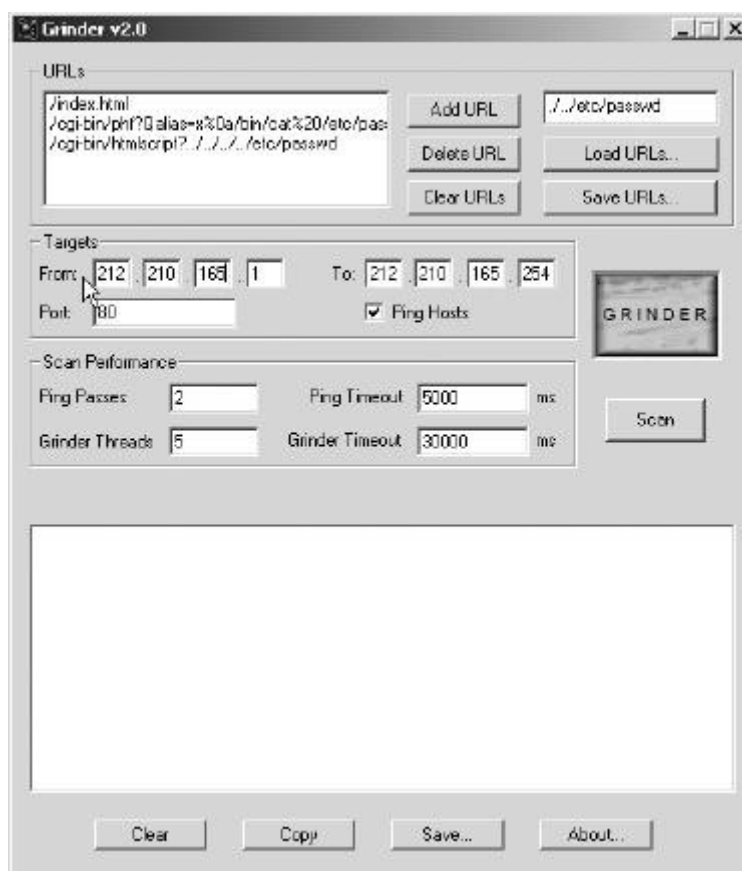 Grinder v2.0
URLs
/index.html
/cgi-bin/phf?Qalias=x%0a/bin/cat%20/etc/pas
/cgi-bin/htmlscript?../../../../etc/passwd
Add URL
./../etc/passwd
Delete URL
Load URLs...
Clear URLs
Save URLs...
Targets
From: 212 . 210 . 165 . 1 To: 212 . 210 . 165 . 254
Port: 80 Ping Hosts
GRINDER
Scan Performance
Ping Passes 2 Ping Timeout 5000 ms
Grinder Threads 5 Grinder Timeout 30000 ms
Scan
Clear Copy Save... About...